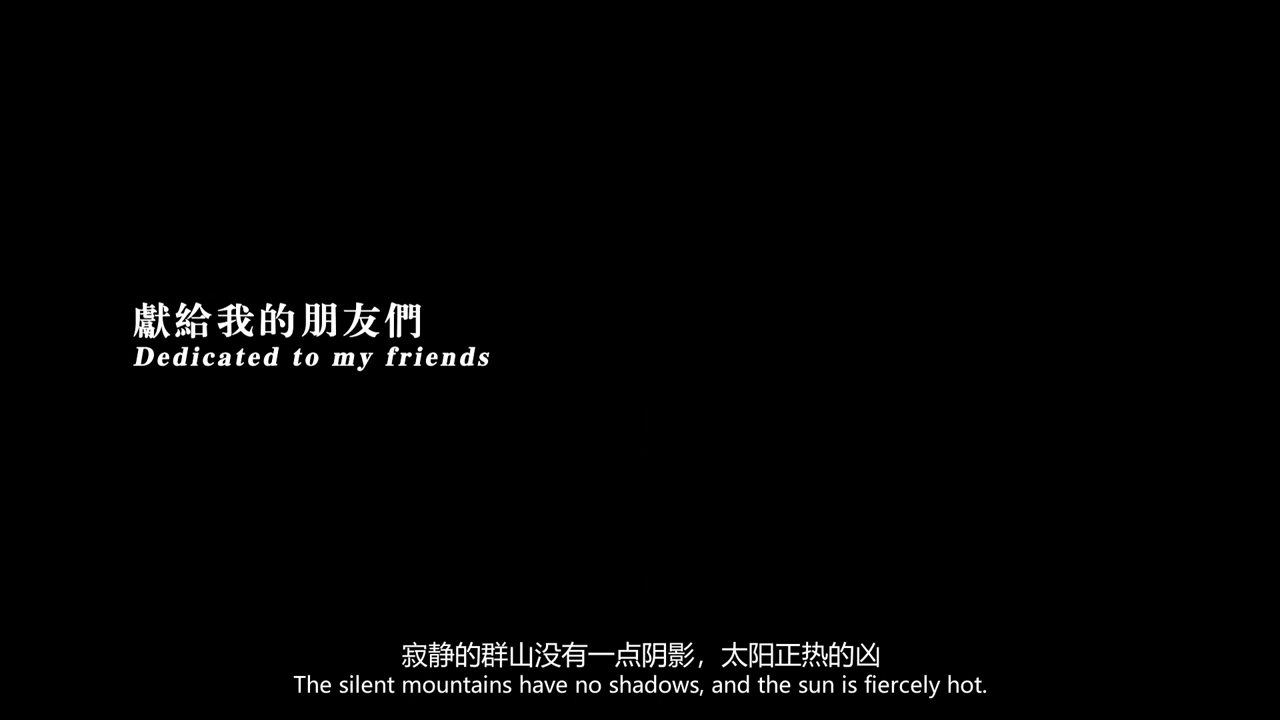 獻給我的朋友們
Dedicated to my friends
寂静的群山没有一点阴影，太阳正热的凶
The silent mountains have no shadows, and the sun is fiercely hot.